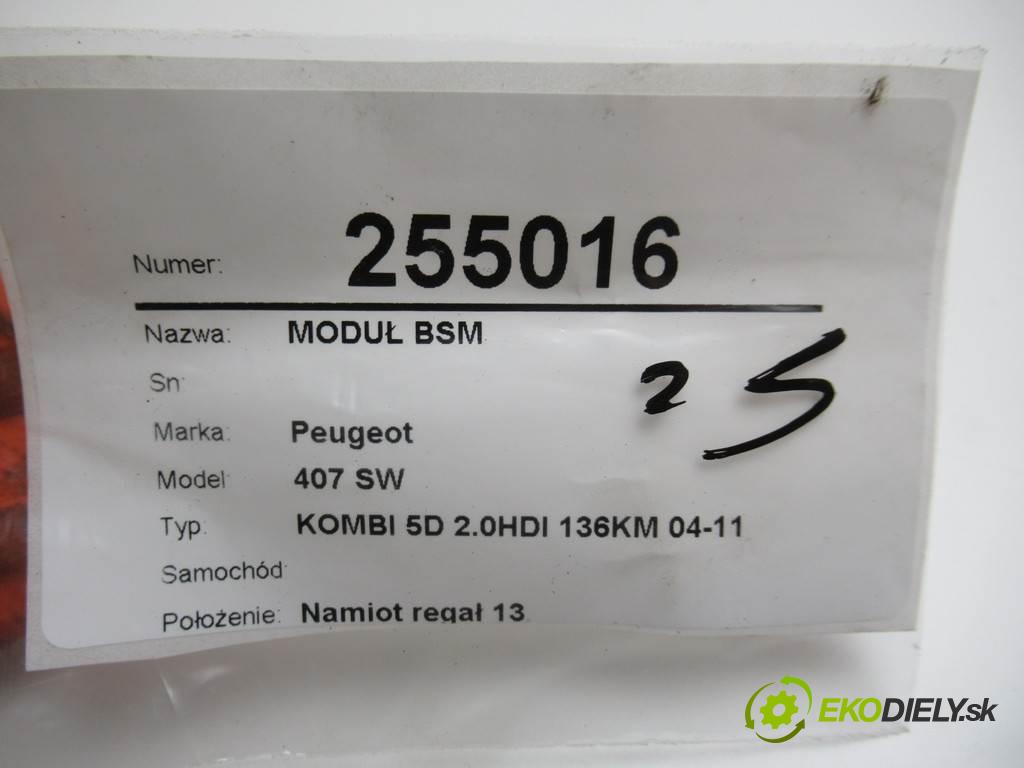 Numer: 255016
Nazwa: MODUŁ BSM
Sn:
25
Marka: Peugeot
Model: 407 SW
Typ: KOMBI 5D 2.0HDI 136KM 04-11
Samochód:
Położenie: Namiot regał 13
EKODIELY.sk